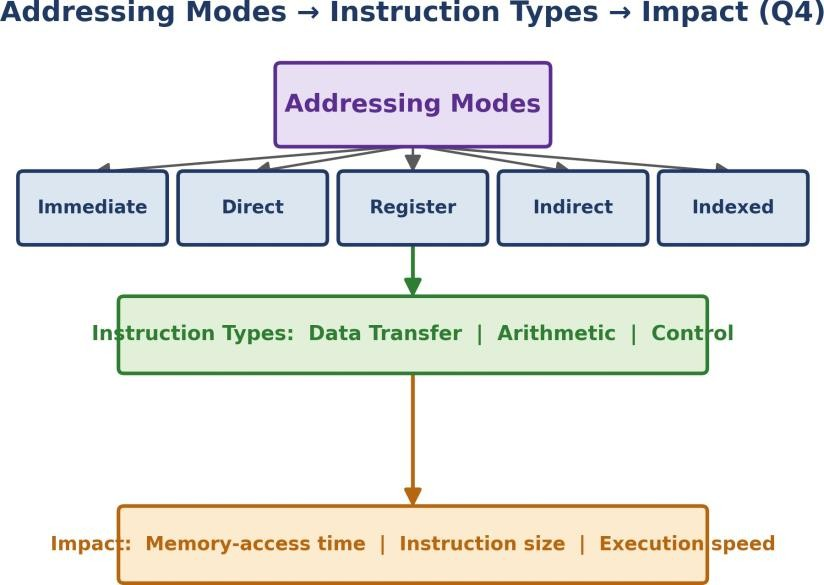 Addressing Modes → Instruction Types → Impact (Q4)
Addressing Modes
Immediate
Direct
Register
Indirect
Indexed
Instruction Types: Data Transfer | Arithmetic | Control
Impact: Memory-access time | Instruction size | Execution speed